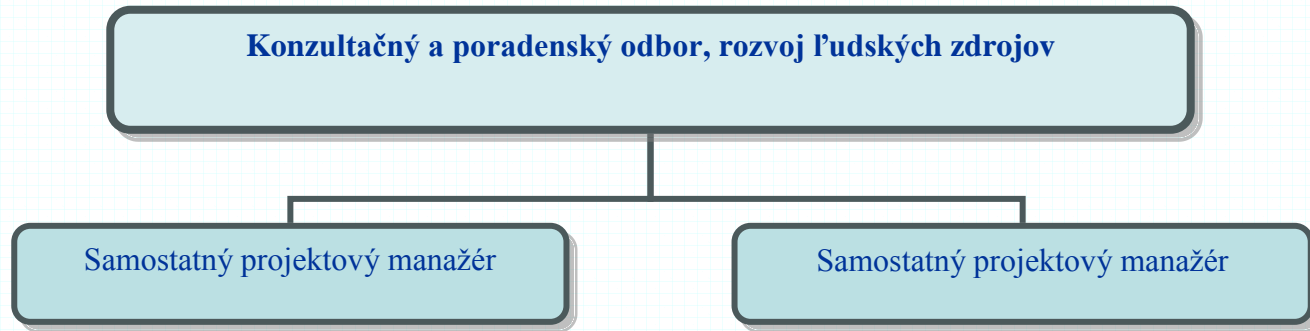 Konzultačný a poradenský odbor, rozvoj ľudských zdrojov
Samostatný projektový manažér
Samostatný projektový manažér